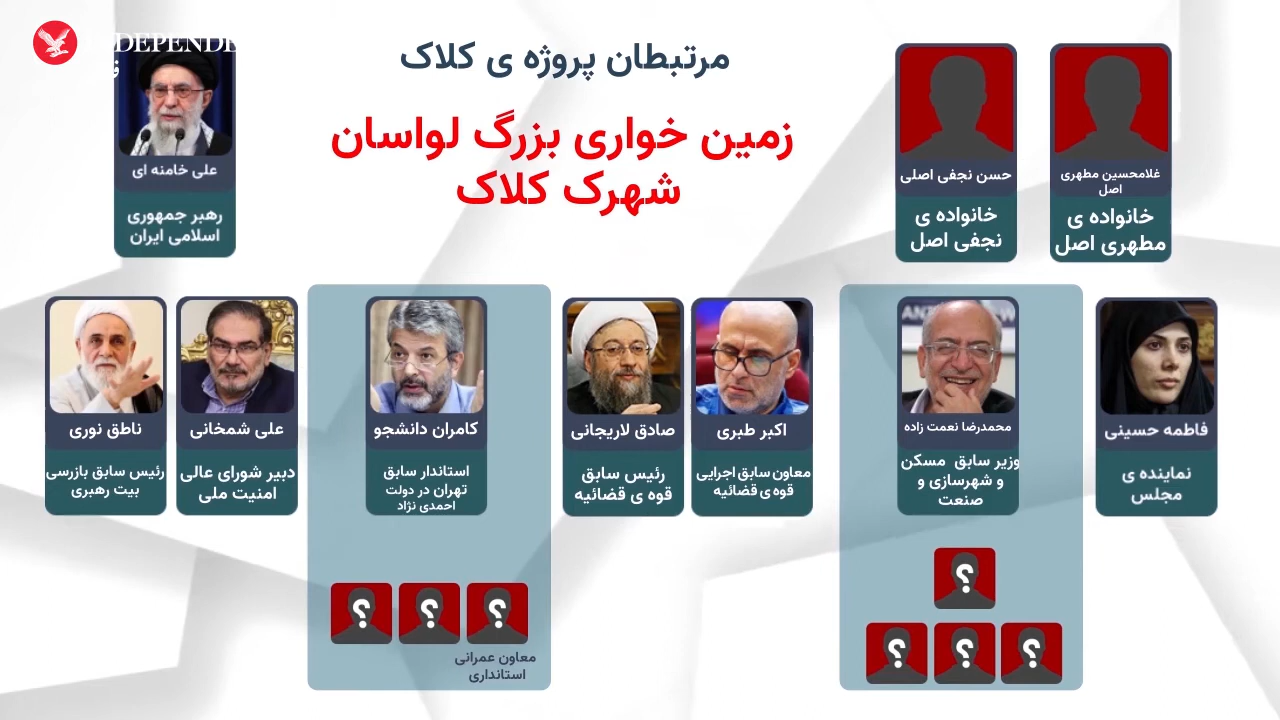 INDEPENDE
مرتبطان پروژه ی کلاک
زمین خواری بزرگ لواسان
شهرک کلاک
علی خامنه ای
رهبر جمهوری
اسلامی ایران
حسن نجفی اصلی
خانواده ی
نجفی اصل
غلامحسین مطهری
اصل
خانواده ی
مطهری اصل
ناطق نوری
رئیس سابق بازرسی
بیت رهبری
علی شمخانی
دبیر شورای عالی
امنیت ملی
کامران دانشجو
استاندار سابق
تهران در دولت
احمدی نژاد
صادق لاریجانی
رئیس سابق
قوه ی قضائیه
اکبر طبری
معاون سابق اجرایی
قوه ی قضائیه
محمدرضا نعمت زاده
وزیر سابق مسکن
و شهرسازی و
صنعت
فاطمه حسینی
نماینده ی
مجلس
؟
؟ ؟ ؟
؟ ؟ ؟
معاون عمرانی
استانداری